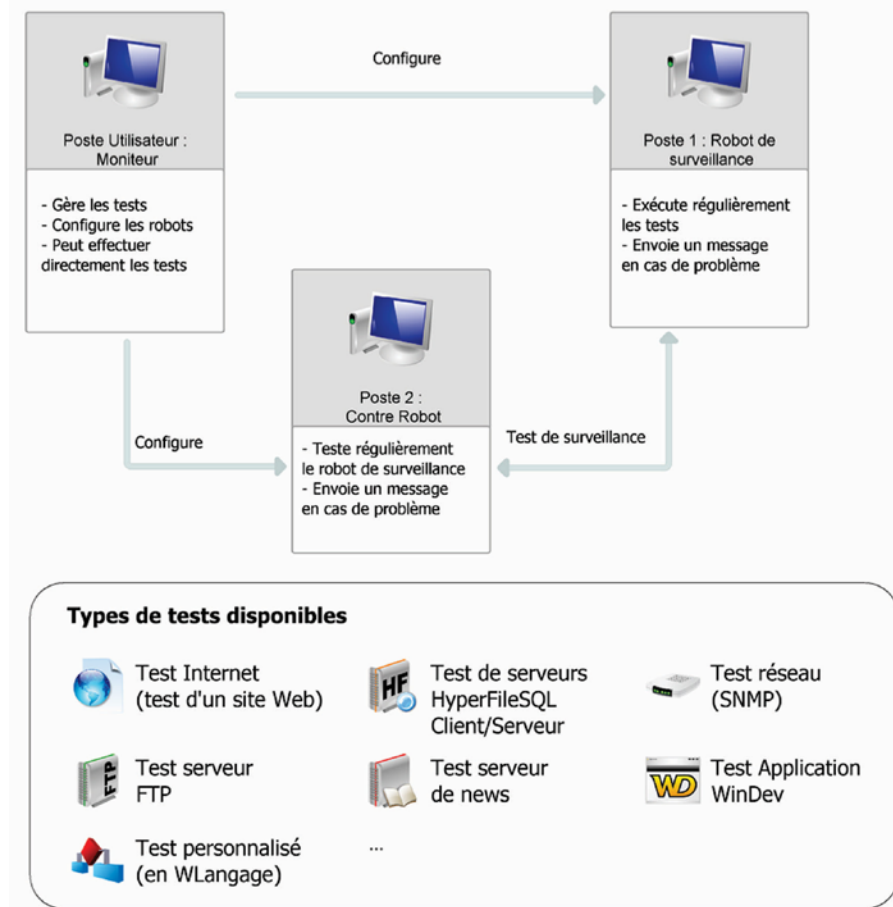 Configure
Poste Utilisateur :
Moniteur
- Gère les tests
- Configure les robots
- Peut effectuer
directement les tests
Poste 1 : Robot de
surveillance
- Exécute régulièrement
les tests
- Envoie un message
en cas de problème
Configure
Poste 2 :
Contre Robot
- Teste régulièrement
le robot de surveillance
- Envoie un message
en cas de problème
Test de surveillance
Types de tests disponibles
Test Internet
(test d'un site Web)
HF
Test de serveurs
HyperFileSQL
Client/Serveur
Test réseau
(SNMP)
FTP
Test serveur
FTP
Test serveur
de news
WD
Test Application
WinDev
Test personnalisé
(en WLangage)
...